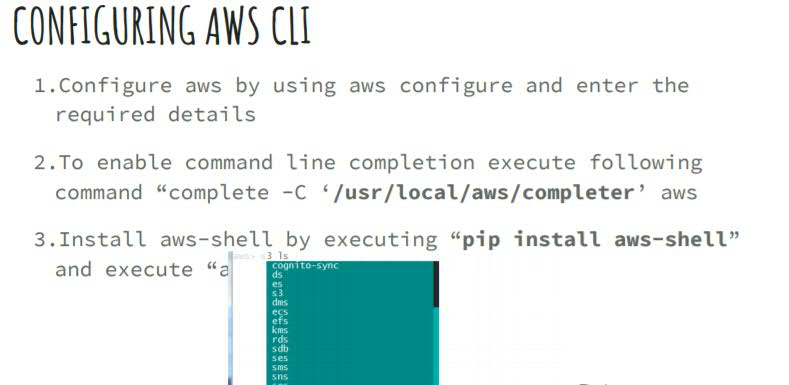 CONFIGURING AWS CLI
1.Configure aws by using aws configure and enter the
required details
2.To enable command line completion execute following
command “complete -C ‘/usr/local/aws/completer’ aws
3.Install aws-shell by executing “pip install aws-shell”
and execute “a
aws> s3 ls
cognito-sync
ds
es
s3
dms
ecs
efs
kms
rds
sdb
ses
sms
sns